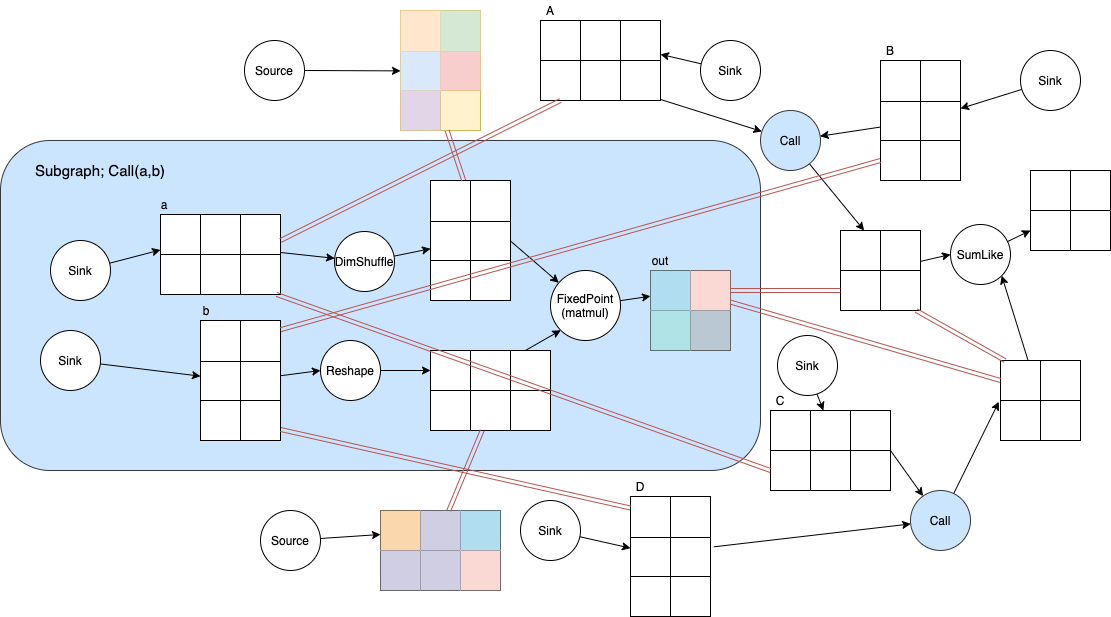 A
B
Source
Sink
Sink
Call
Subgraph; Call(a,b)
a
DimShuffle
Sink
SumLike
out
FixedPoint
(matmul)
b
Sink
Reshape
Sink
C
D
Source
Sink
Call